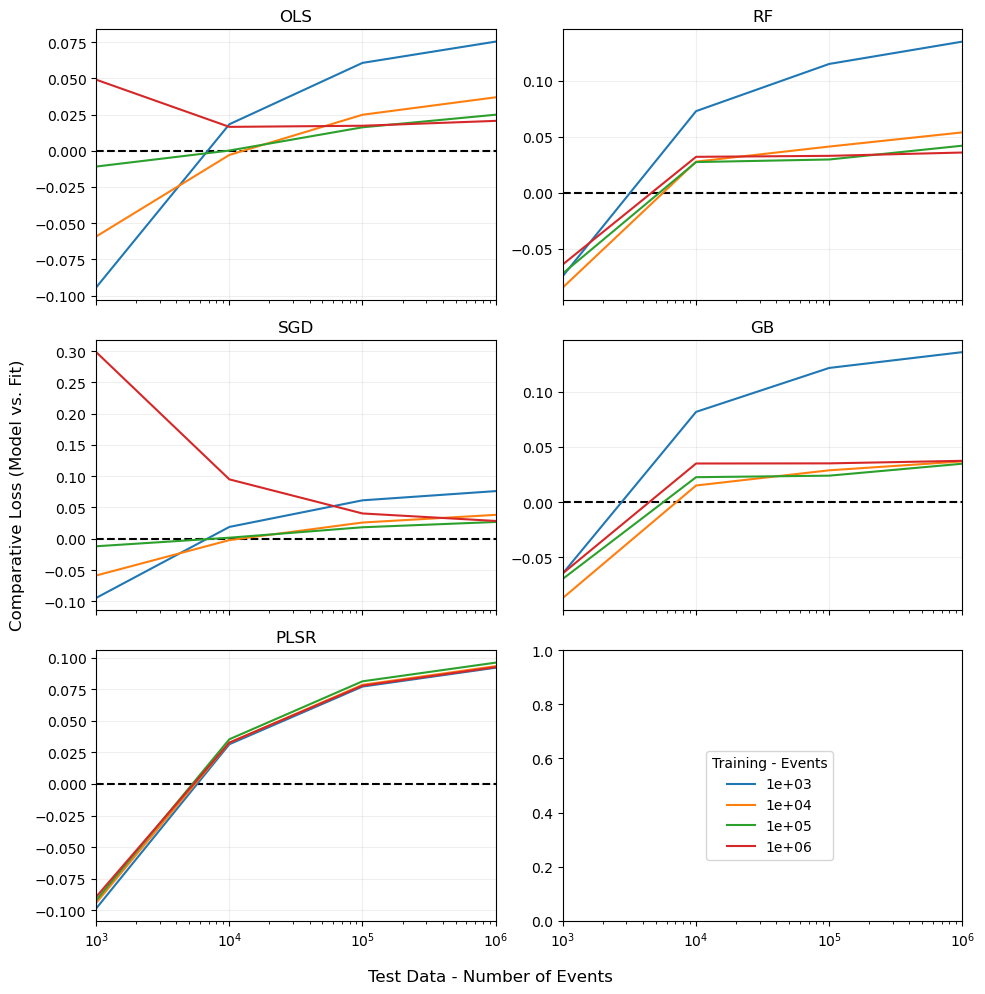 OLS
0.075
0.050
0.025
0.000
−0.025
−0.050
−0.075
−0.100
RF
0.10
0.05
0.00
−0.05
SGD
0.30
0.25
0.20
0.15
0.10
0.05
0.00
−0.05
−0.10
GB
0.10
0.05
0.00
−0.05
Comparative Loss (Model vs. Fit)
PLSR
0.100
0.075
0.050
0.025
0.000
−0.025
−0.050
−0.075
−0.100
10³ 10⁴ 10⁵ 10⁶
1.0
0.8
0.6
0.4
0.2
0.0
Training - Events
1e+03
1e+04
1e+05
1e+06
10³ 10⁴ 10⁵ 10⁶
Test Data - Number of Events